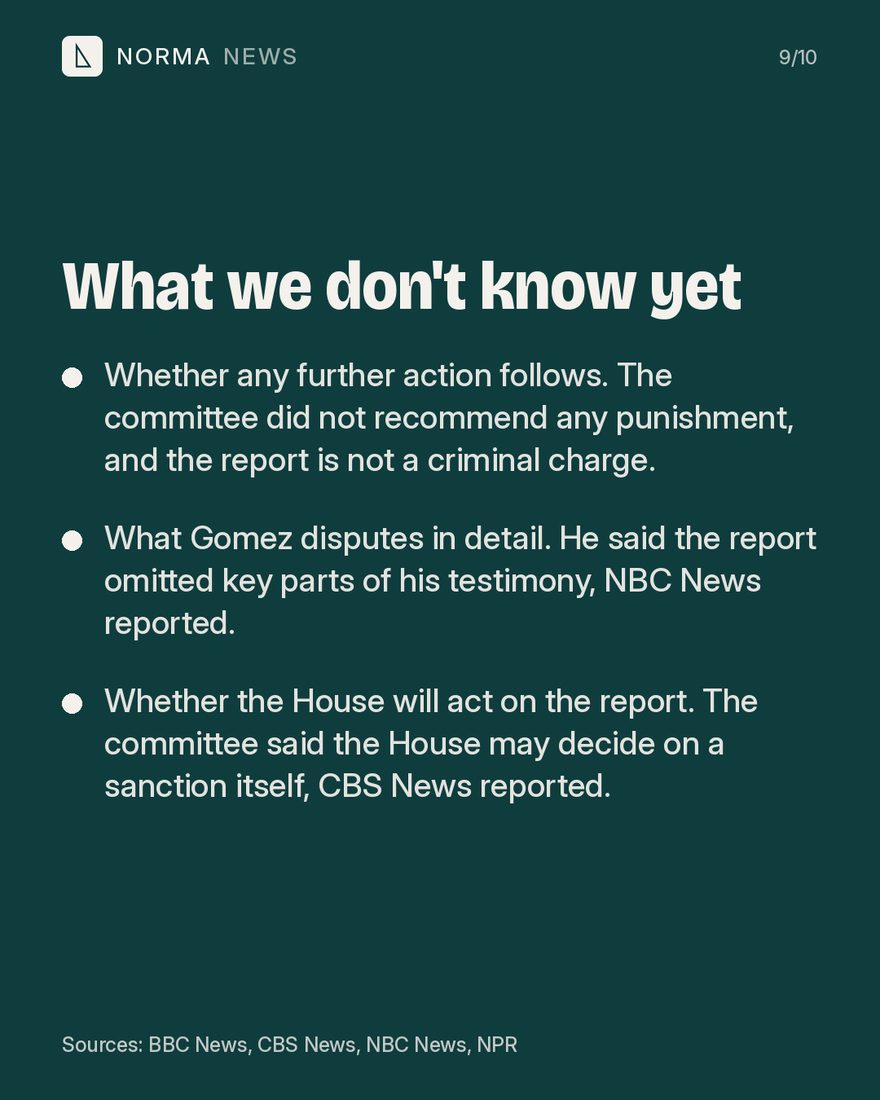 NORMA NEWS
9/10
What we don't know yet
Whether any further action follows. The
committee did not recommend any punishment,
and the report is not a criminal charge.
What Gomez disputes in detail. He said the report
omitted key parts of his testimony, NBC News
reported.
Whether the House will act on the report. The
committee said the House may decide on a
sanction itself, CBS News reported.
Sources: BBC News, CBS News, NBC News, NPR